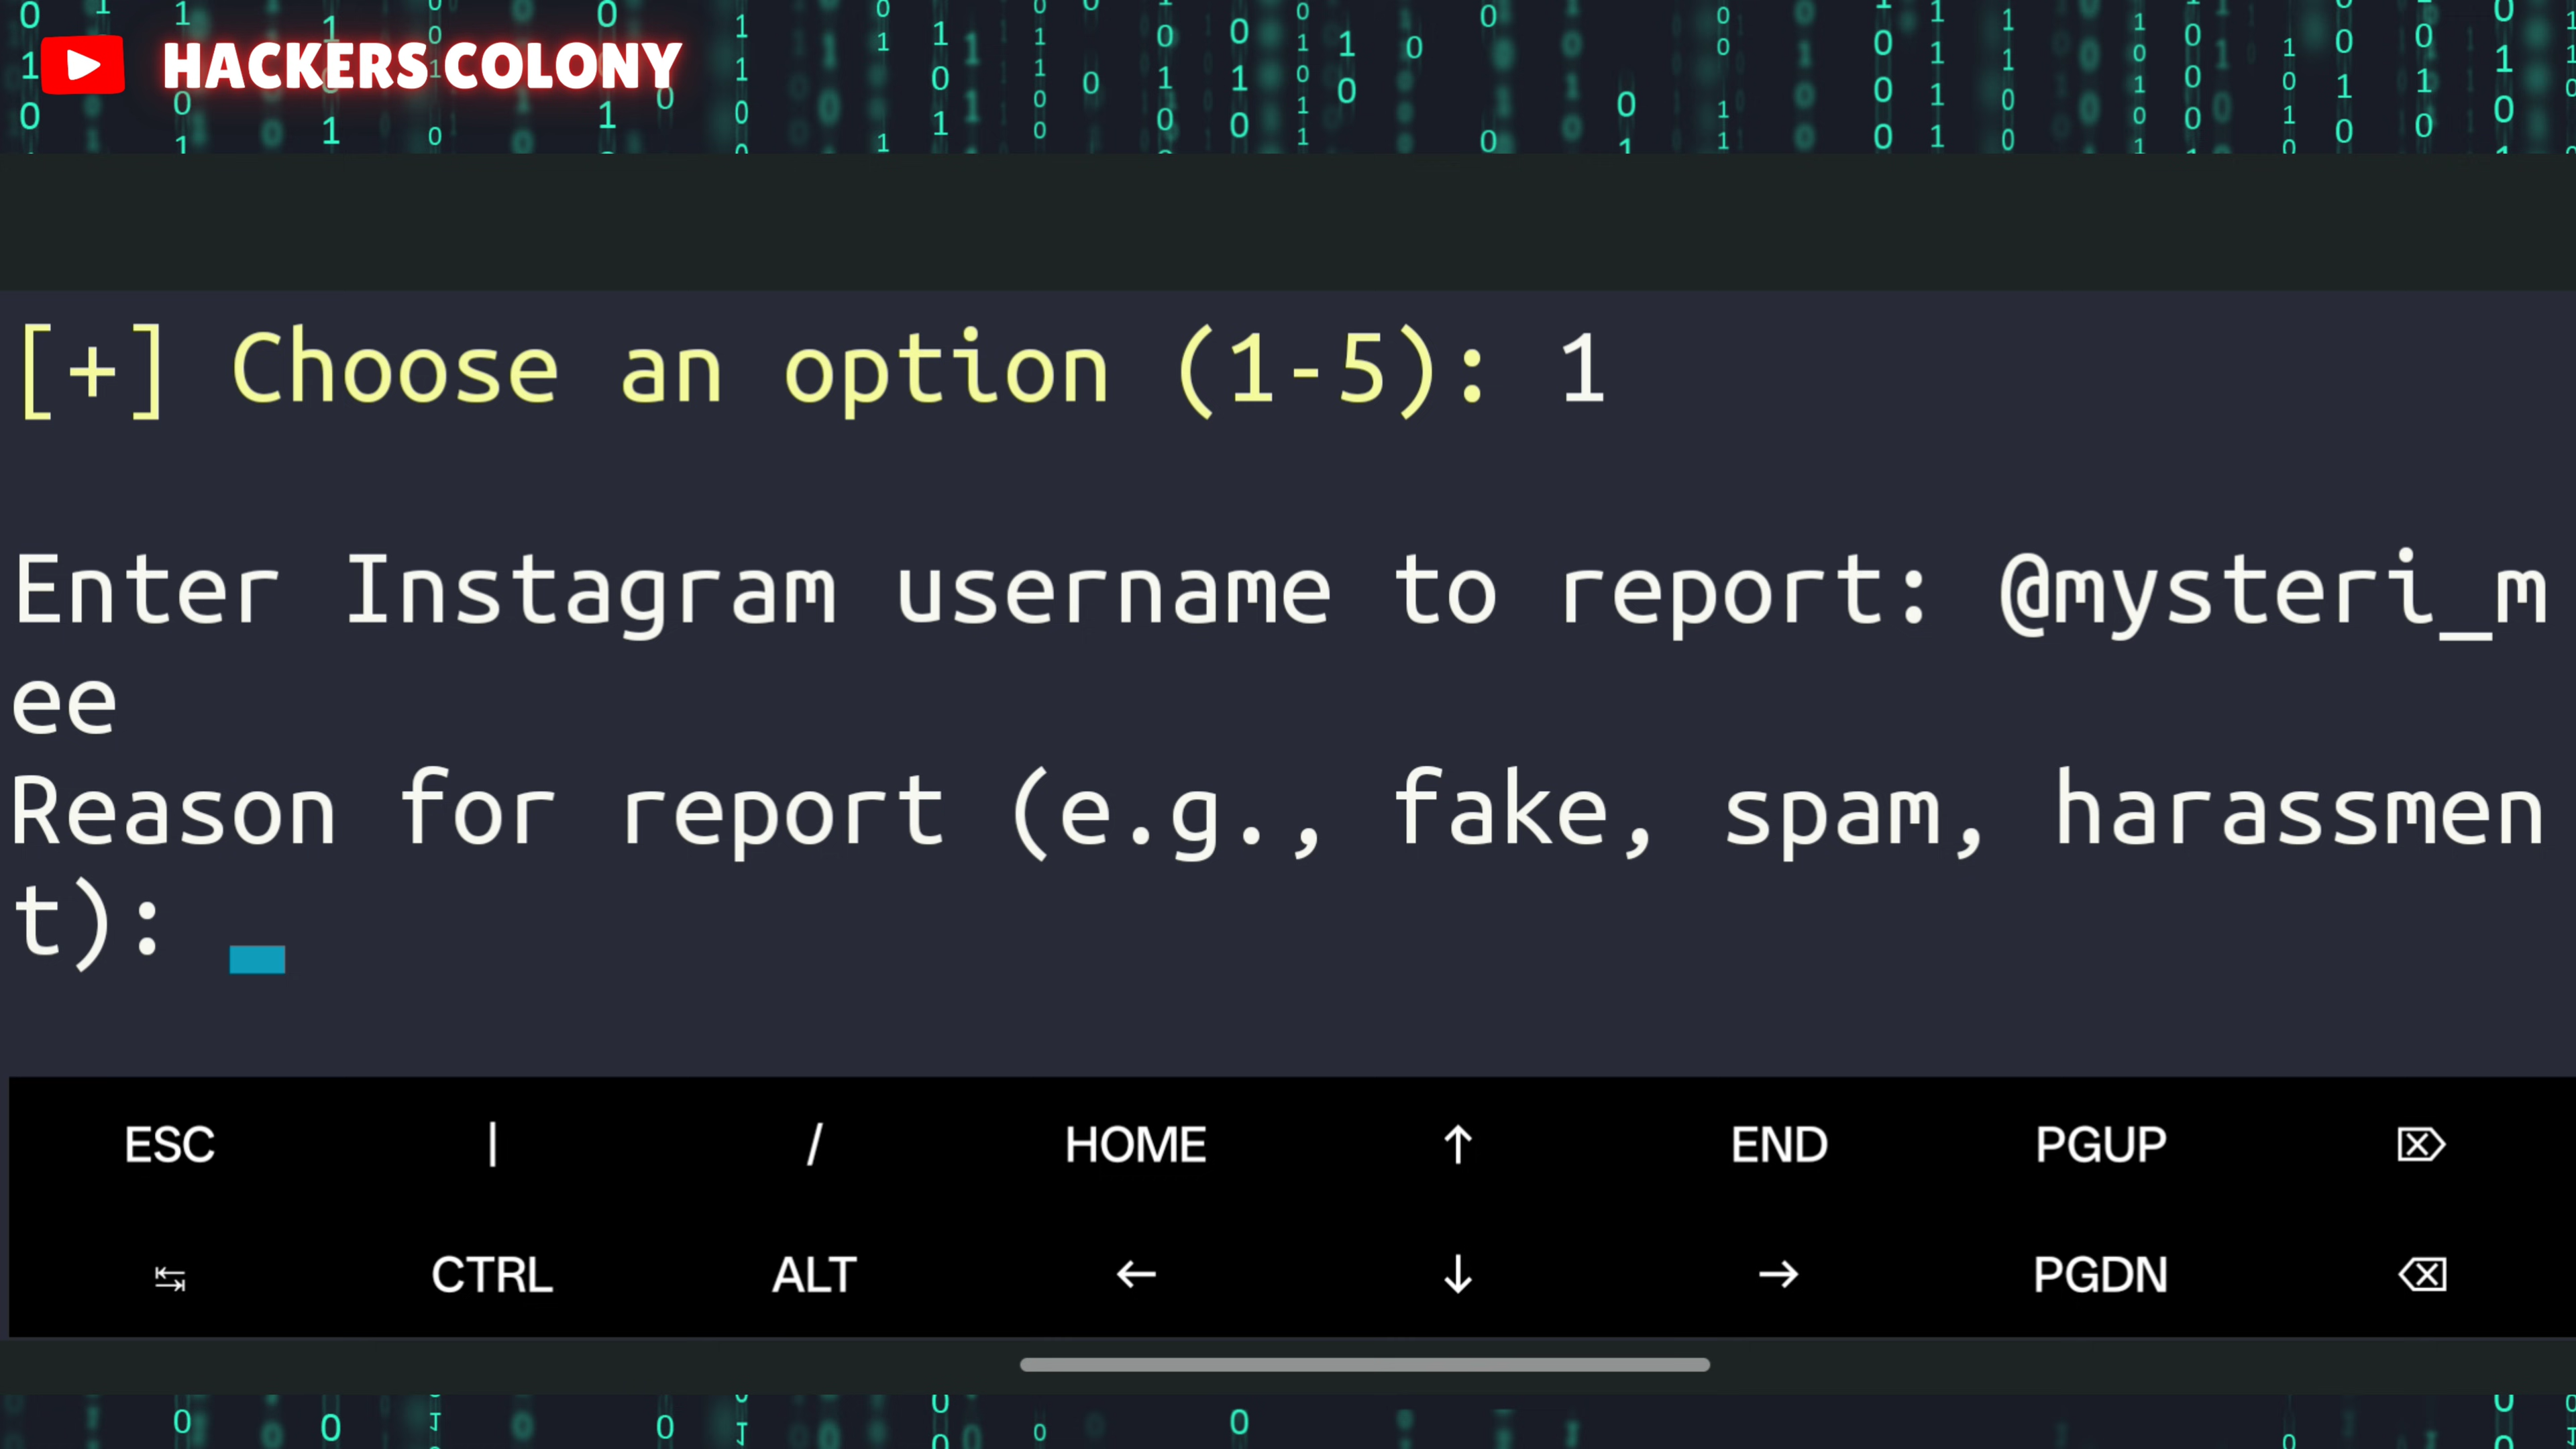 HACKERS COLONY
[+] Choose an option (1-5): 1
Enter Instagram username to report: @mysteri_m
ee
Reason for report (e.g., fake, spam, harassmen
t):
ESC | / HOME ↑ END PGUP ⌦
↹ CTRL ALT ← ↓ → PGDN ⌫